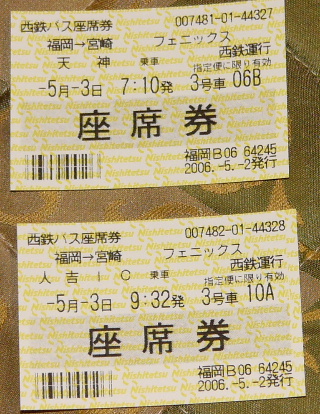 007481-01-44327
西鉄バス座席券
福岡→宮崎 フェニックス
西鉄運行
天神 乗車 指定便に限り有効
-5月-3日 7:10発 3号車 06B
座席券
福岡B06 64245
2006.-5.-2発行
007482-01-44328
西鉄バス座席券
福岡→宮崎 フェニックス
西鉄運行
人吉IC 乗車 指定便に限り有効
-5月-3日 9:32発 3号車 10A
座席券
福岡B06 64245
2006.-5.-2発行
Nishitetsu